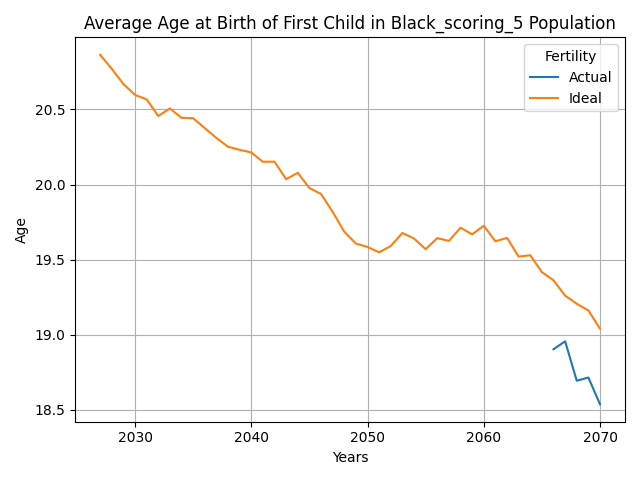 Average Age at Birth of First Child in Black_scoring_5 Population
Fertility
Actual
Ideal
20.5
20.0
19.5
19.0
18.5
Age
2030
2040
2050
2060
2070
Years